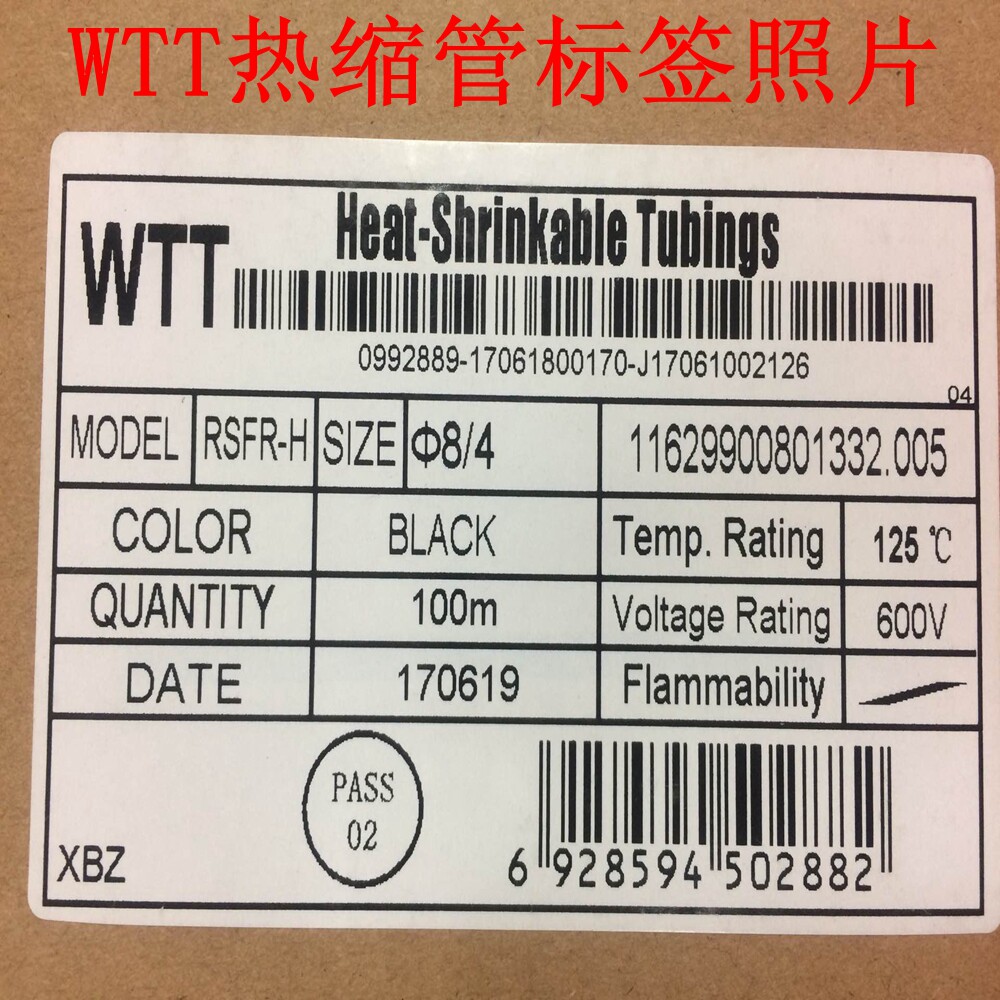 WTT热缩管标签照片
Heat-Shrinkable Tubings
WTT
0992889-17061800170-J17061002126
04
MODEL RSFR-H SIZE Φ8/4 11629900801332.005
COLOR BLACK Temp. Rating 125 ℃
QUANTITY 100m Voltage Rating 600V
DATE 170619 Flammability
PASS
02
XBZ
6 928594 502882